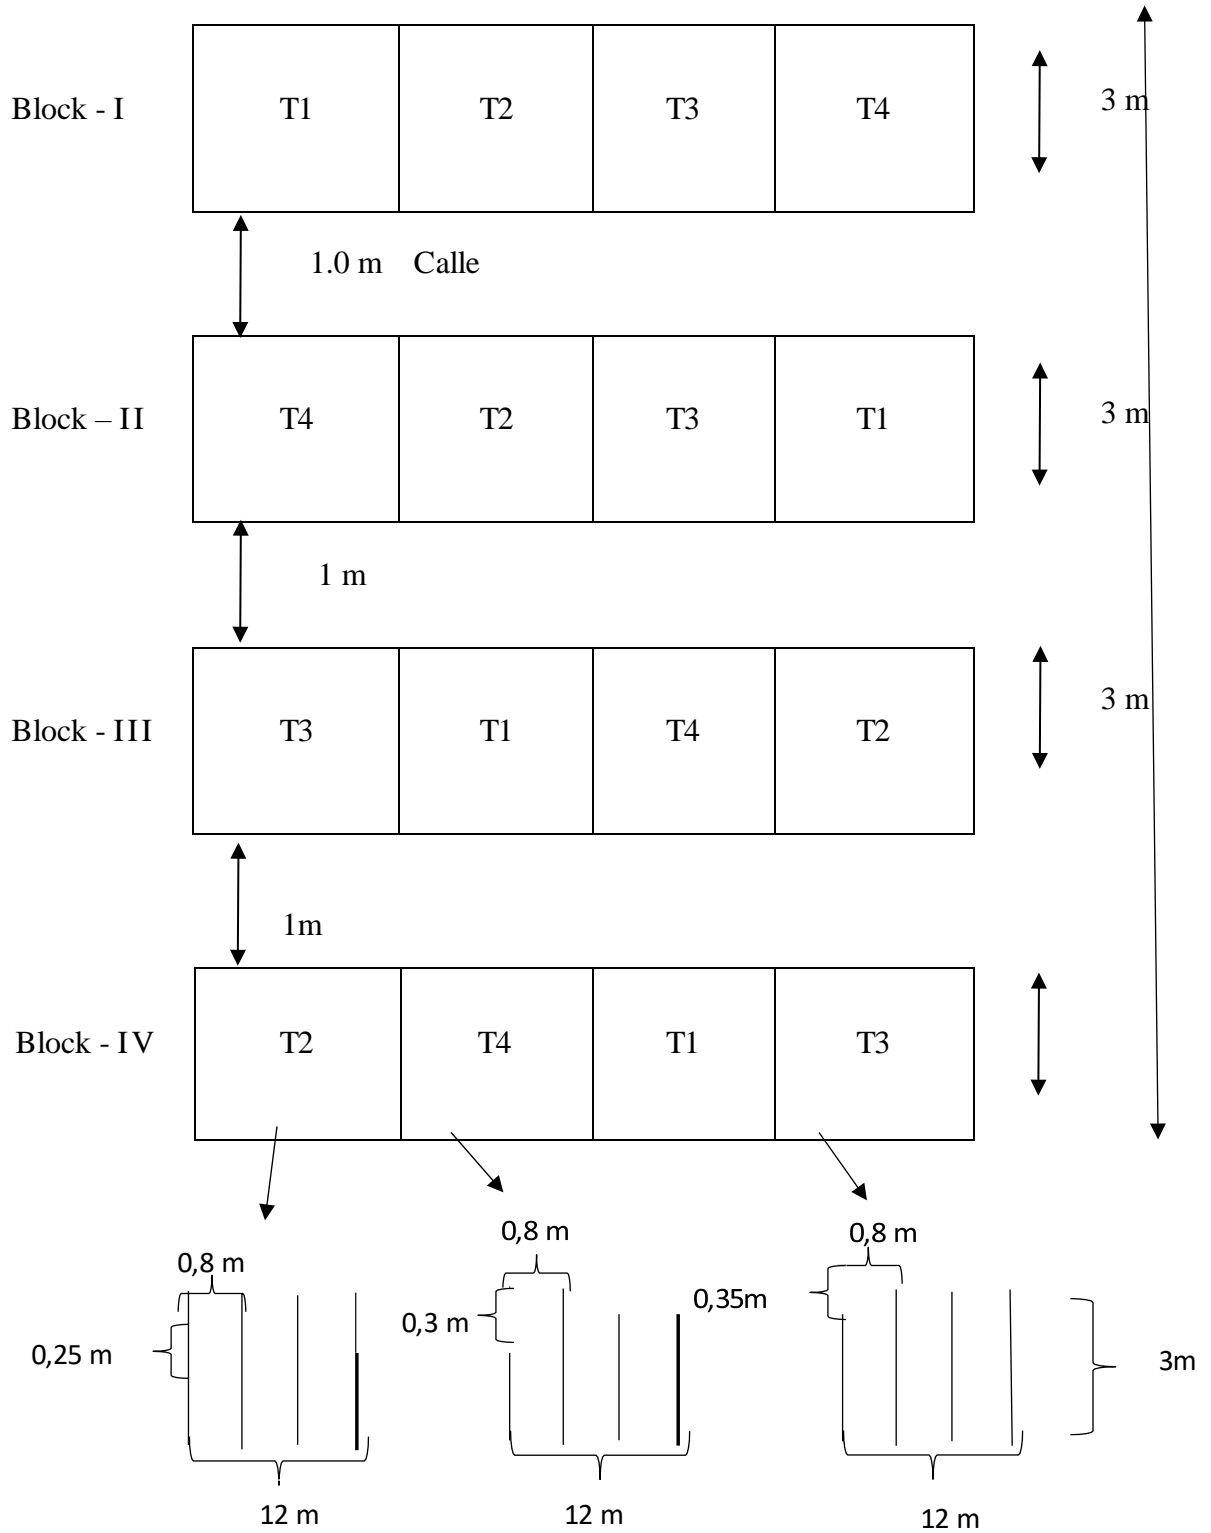 Block - I T1 T2 T3 T4 3 m
1.0 m Calle
Block – II T4 T2 T3 T1 3 m
1 m
Block - III T3 T1 T4 T2 3 m
1m
Block - IV T2 T4 T1 T3
0,8 m 0,8 m 0,8 m
0,25 m 0,3 m 0,35m 3m
12 m 12 m 12 m